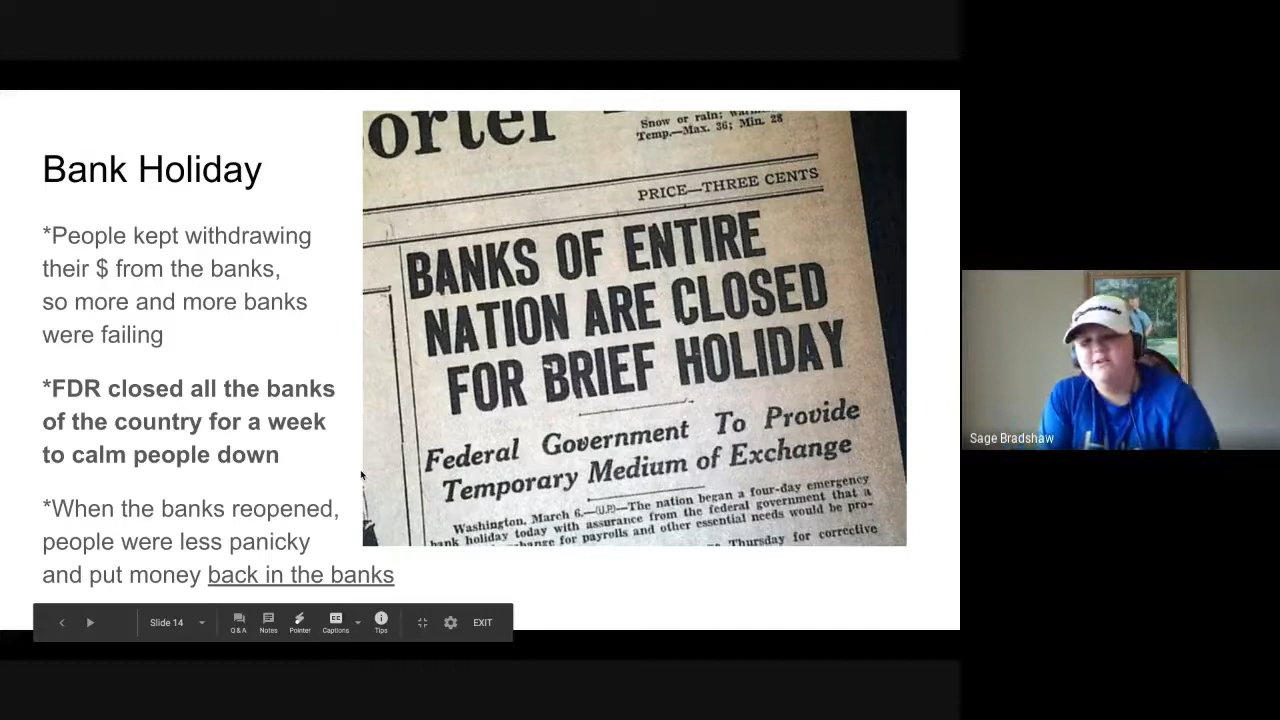 Bank Holiday
*People kept withdrawing
their $ from the banks,
so more and more banks
were failing
*FDR closed all the banks
of the country for a week
to calm people down
*When the banks reopened,
people were less panicky
and put money back in the banks
orter
Snow or rain;
Temp.—Max. 36; Min. 28
PRICE—THREE CENTS
BANKS OF ENTIRE
NATION ARE CLOSED
FOR BRIEF HOLIDAY
Federal Government To Provide
Temporary Medium of Exchange
Washington, March 6.—(U.P.)—The nation began a four-day emergency
bank holiday today with assurance from the federal government that a
change for payrolls and other essential needs would be pro-
Thursday for corrective
Slide 14
Q&A
Notes
Pointer
CC
Captions
Tips
EXIT
TaylorMade
Sage Bradshaw